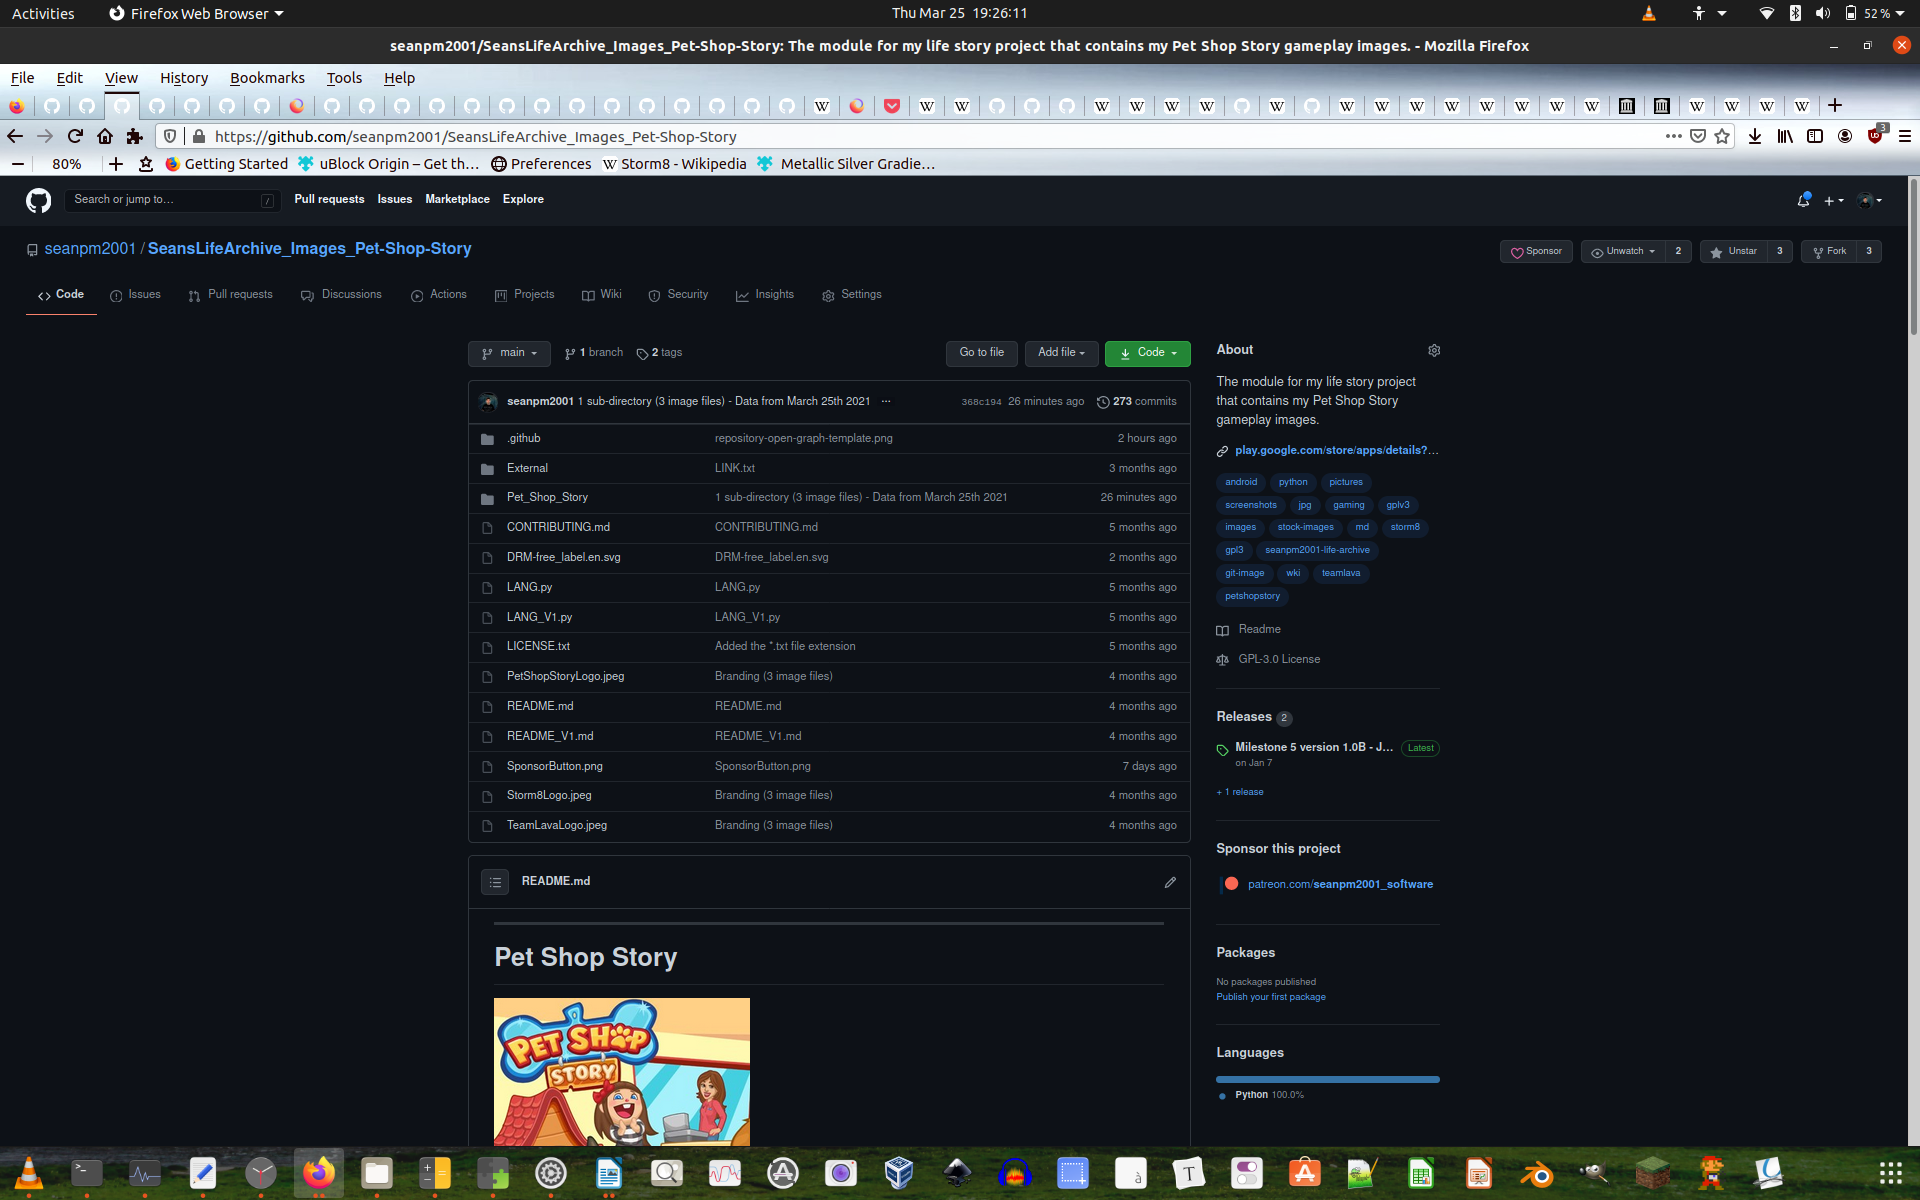 Activities Firefox Web Browser Thu Mar 25 19:26:11 52 %
seanpm2001/SeansLifeArchive_Images_Pet-Shop-Story: The module for my life story project that contains my Pet Shop Story gameplay images. - Mozilla Firefox
File Edit View History Bookmarks Tools Help
https://github.com/seanpm2001/SeansLifeArchive_Images_Pet-Shop-Story 3
80% Getting Started uBlock Origin – Get th… Preferences Storm8 - Wikipedia Metallic Silver Gradie…
Search or jump to… / Pull requests Issues Marketplace Explore
seanpm2001 / SeansLifeArchive_Images_Pet-Shop-Story Sponsor Unwatch 2 Unstar 3 Fork 3
Code Issues Pull requests Discussions Actions Projects Wiki Security Insights Settings
main 1 branch 2 tags Go to file Add file Code
seanpm2001 1 sub-directory (3 image files) - Data from March 25th 2021 ... 368c194 26 minutes ago 273 commits
.github repository-open-graph-template.png 2 hours ago
External LINK.txt 3 months ago
Pet_Shop_Story 1 sub-directory (3 image files) - Data from March 25th 2021 26 minutes ago
CONTRIBUTING.md CONTRIBUTING.md 5 months ago
DRM-free_label.en.svg DRM-free_label.en.svg 2 months ago
LANG.py LANG.py 5 months ago
LANG_V1.py LANG_V1.py 5 months ago
LICENSE.txt Added the *.txt file extension 5 months ago
PetShopStoryLogo.jpeg Branding (3 image files) 4 months ago
README.md README.md 4 months ago
README_V1.md README_V1.md 4 months ago
SponsorButton.png SponsorButton.png 7 days ago
Storm8Logo.jpeg Branding (3 image files) 4 months ago
TeamLavaLogo.jpeg Branding (3 image files) 4 months ago
README.md
Pet Shop Story
PET SHOP
STORY
About
The module for my life story project
that contains my Pet Shop Story
gameplay images.
play.google.com/store/apps/details?…
android python pictures
screenshots jpg gaming gplv3
images stock-images md storm8
gpl3 seanpm2001-life-archive
git-image wki teamlava
petshopstory
Readme
GPL-3.0 License
Releases 2
Milestone 5 version 1.0B - J… Latest
on Jan 7
+ 1 release
Sponsor this project
patreon.com/seanpm2001_software
Packages
No packages published
Publish your first package
Languages
Python 100.0%